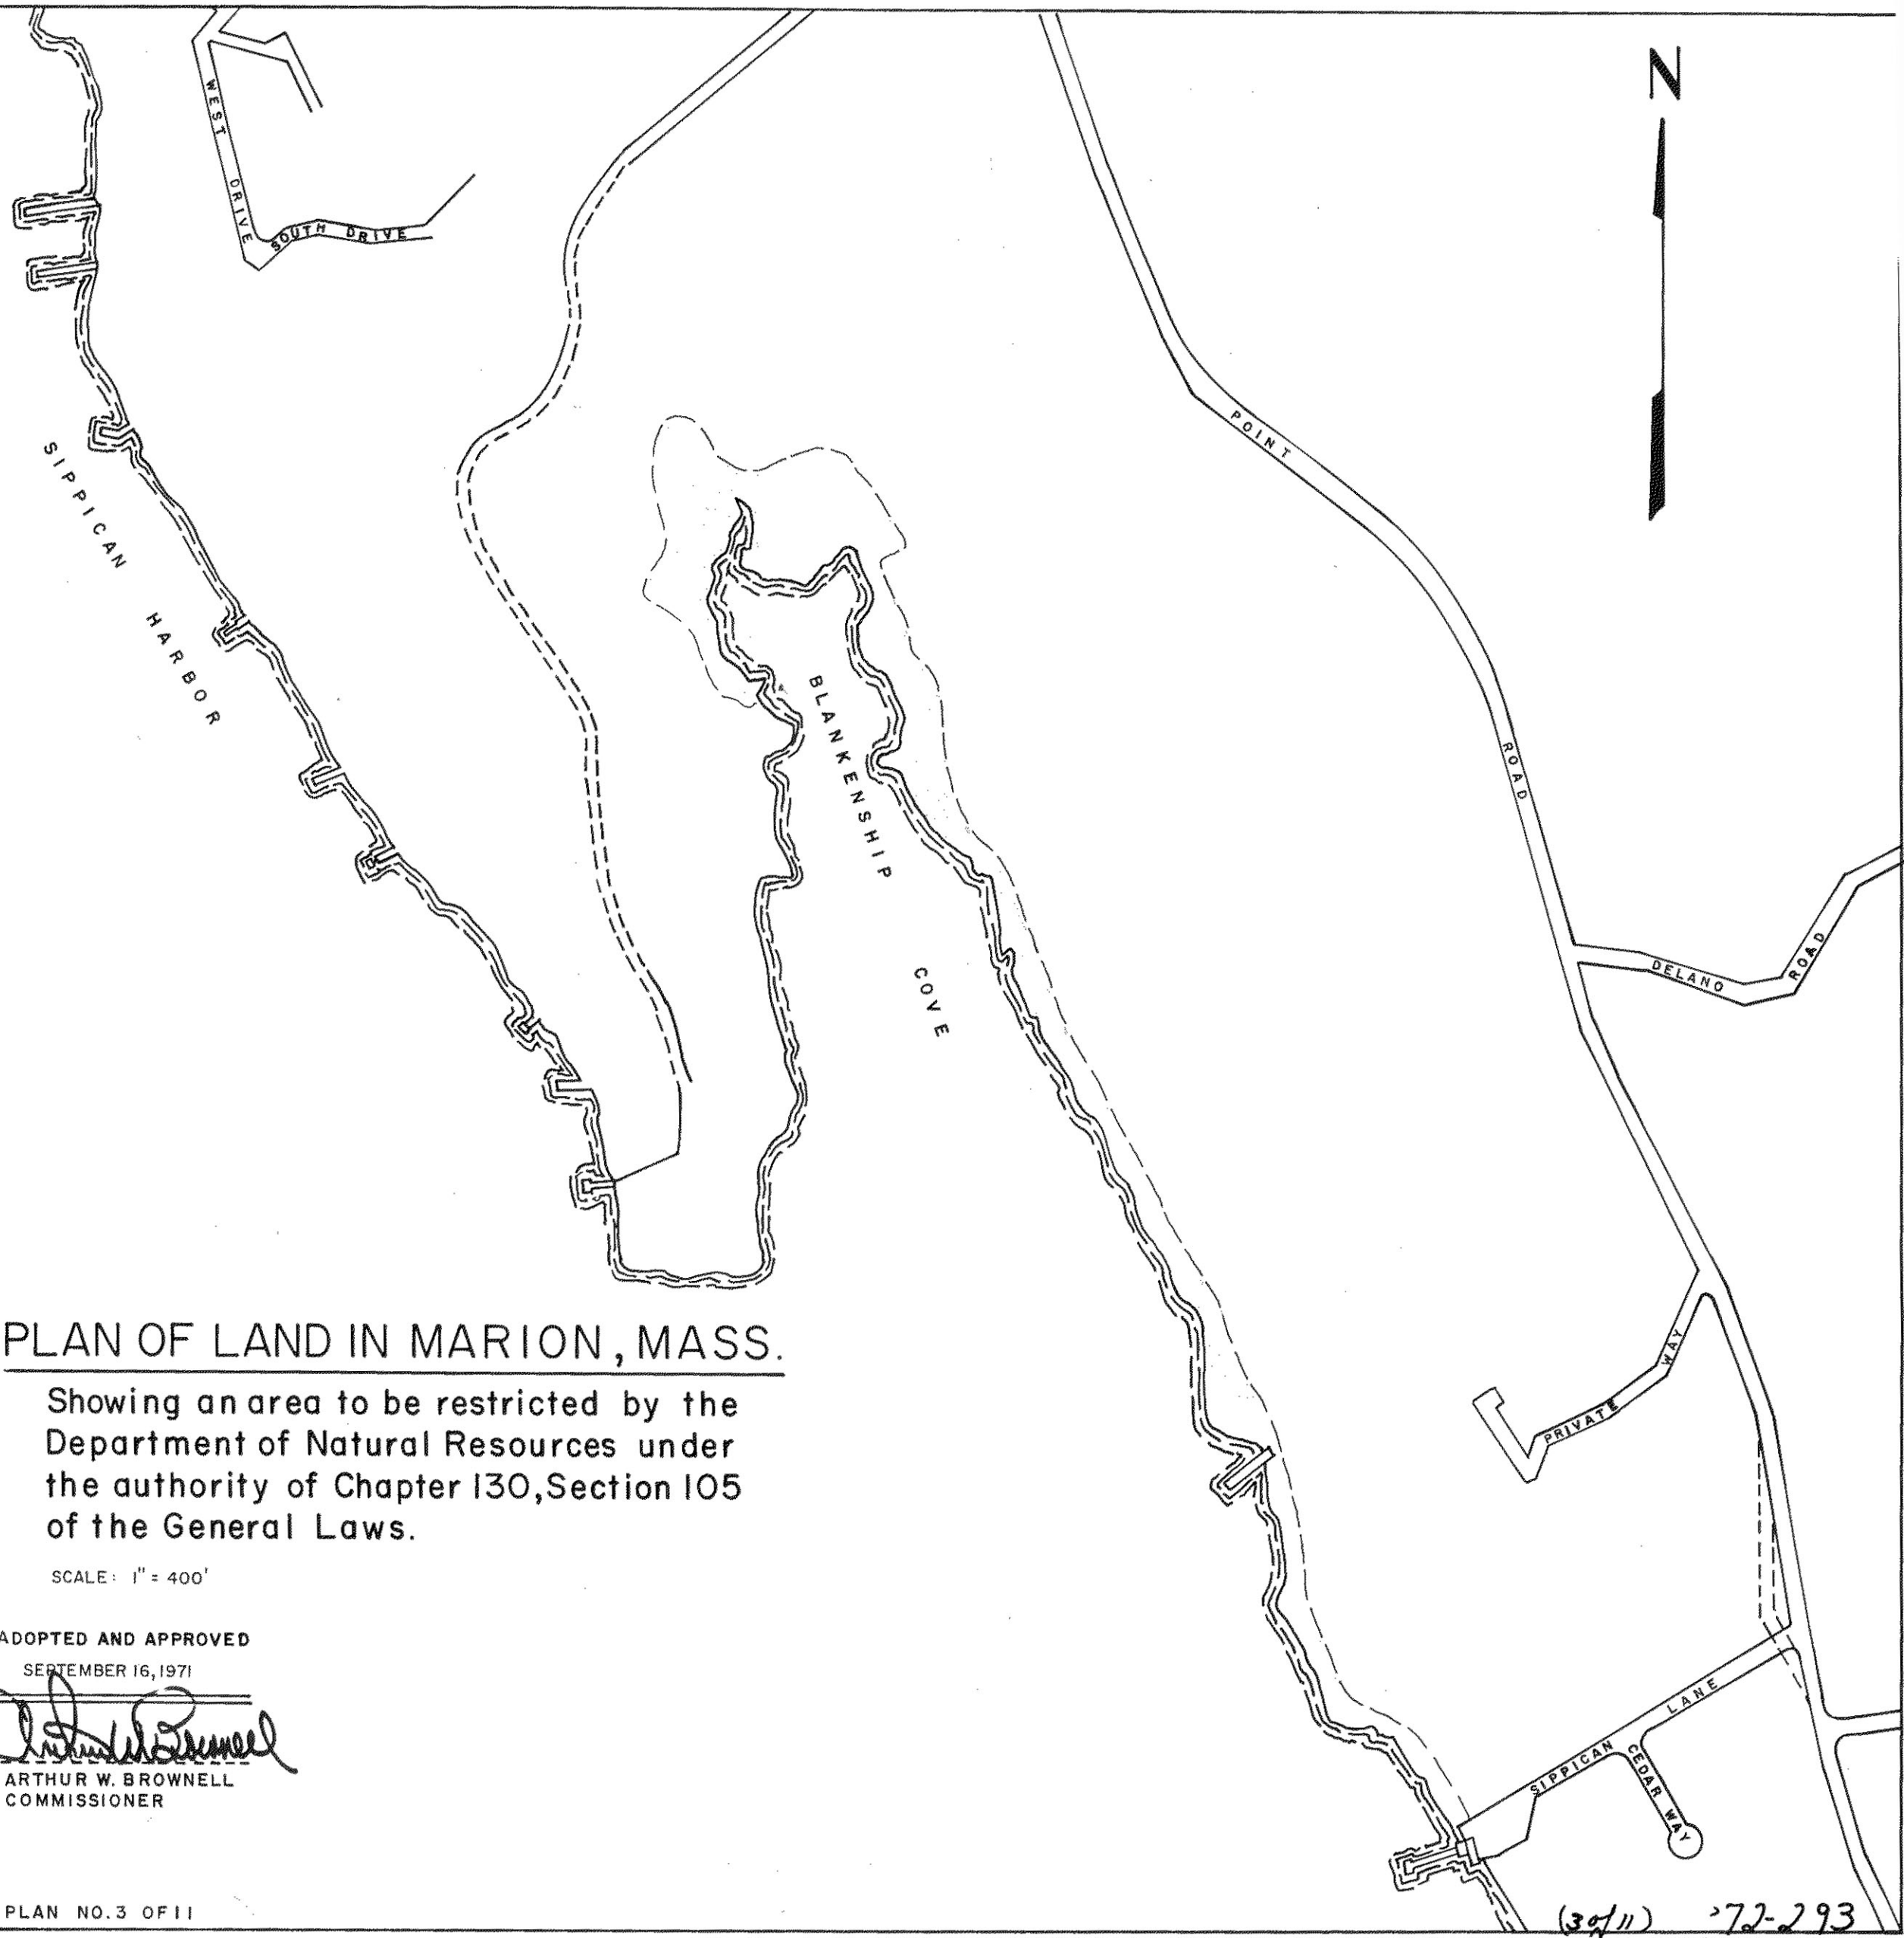 N
WEST DRIVE
SOUTH DRIVE
POINT ROAD
SIPPICAN HARBOR
BLANKENSHIP COVE
DELANO ROAD
PRIVATE WAY
SIPPICAN LANE
CEDAR WAY
PLAN OF LAND IN MARION, MASS.
Showing an area to be restricted by the
Department of Natural Resources under
the authority of Chapter 130, Section 105
of the General Laws.
SCALE: 1" = 400'
ADOPTED AND APPROVED
SEPTEMBER 16, 1971
Arthur W. Brownell
ARTHUR W. BROWNELL
COMMISSIONER
PLAN NO. 3 OF 11
(3 of 11) '72-293